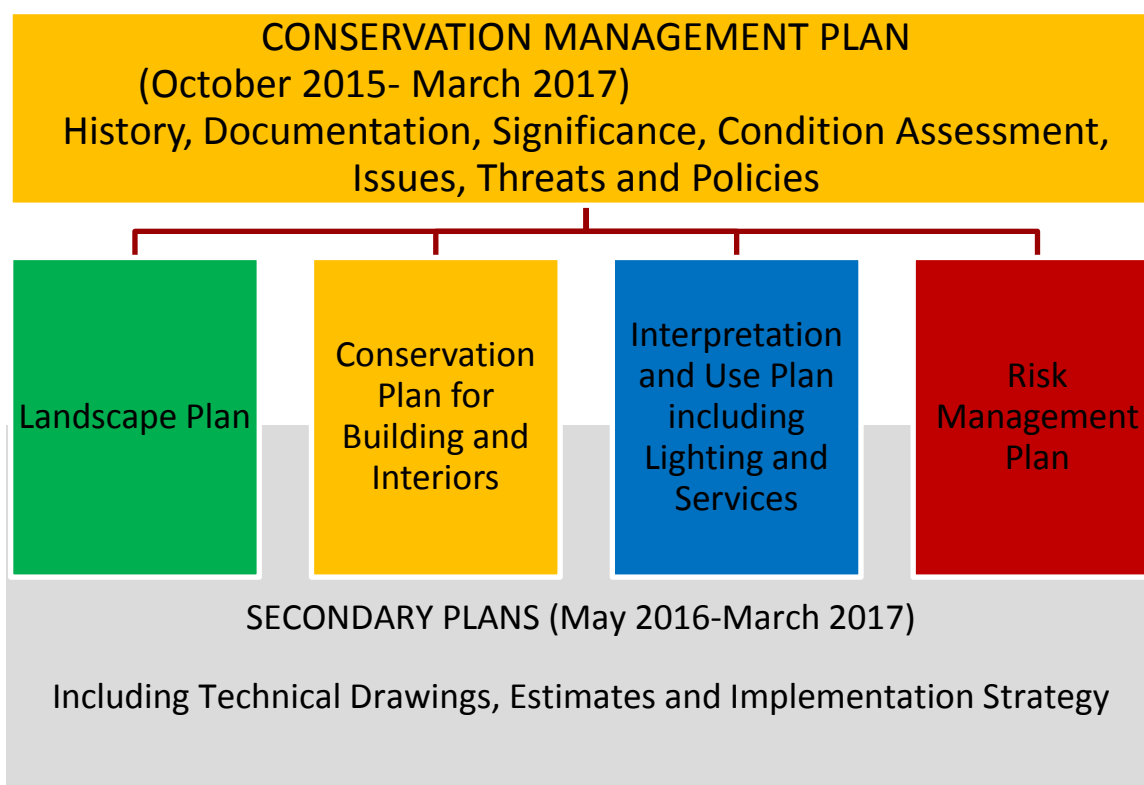 CONSERVATION MANAGEMENT PLAN
(October 2015- March 2017)
History, Documentation, Significance, Condition Assessment,
Issues, Threats and Policies
Landscape Plan
Conservation
Plan for
Building and
Interiors
Interpretation
and Use Plan
including
Lighting and
Services
Risk
Management
Plan
SECONDARY PLANS (May 2016-March 2017)
Including Technical Drawings, Estimates and Implementation Strategy